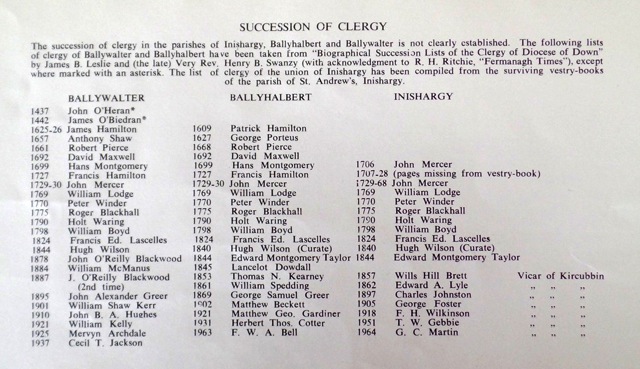 SUCCESSION OF CLERGY
The succession of clergy in the parishes of Inishargy, Ballyhalbert and Ballywalter is not clearly established. The following lists
of clergy of Ballywalter and Ballyhalbert have been taken from "Biographical Succession Lists of the Clergy of Diocese of Down"
by James B. Leslie and (the late) Very Rev. Henry B. Swanzy (with acknowledgment to R. H. Ritchie, "Fermanagh Times"), except
where marked with an asterisk. The list of clergy of the union of Inishargy has been compiled from the surviving vestry-books
of the parish of St. Andrew's, Inishargy.
BALLYWALTER
1437 John O'Heran*
1442 James O'Biedran*
1625-26 James Hamilton
1657 Anthony Shaw
1661 Robert Pierce
1692 David Maxwell
1699 Hans Montgomery
1727 Francis Hamilton
1729-30 John Mercer
1769 William Lodge
1770 Peter Winder
1775 Roger Blackhall
1790 Holt Waring
1798 William Boyd
1824 Francis Ed. Lascelles
1844 Hugh Wilson
1878 John O'Reilly Blackwood
1884 William McManus
1887 J. O'Reilly Blackwood
(2nd time)
1895 John Alexander Greer
1901 William Shaw Kerr
1910 John B. A. Hughes
1921 William Kelly
1925 Mervyn Archdale
1937 Cecil T. Jackson
BALLYHALBERT
1609 Patrick Hamilton
1627 George Porteus
1668 Robert Pierce
1692 David Maxwell
1699 Hans Montgomery
1727 Francis Hamilton
1729-30 John Mercer
1769 William Lodge
1770 Peter Winder
1775 Roger Blackhall
1790 Holt Waring
1798 William Boyd
1824 Francis Ed. Lascelles
1840 Hugh Wilson (Curate)
1844 Edward Montgomery Taylor
1845 Lancelot Dowdall
1853 Thomas N. Kearney
1861 William Spedding
1869 George Samuel Greer
1902 Matthew Beckett
1921 Matthew Geo. Gardiner
1931 Herbert Thos. Cotter
1963 F. W. A. Bell
INISHARGY
1706 John Mercer
1707-28 (pages missing from vestry-book)
1729-68 John Mercer
1769 William Lodge
1770 Peter Winder
1775 Roger Blackhall
1790 Holt Waring
1798 William Boyd
1824 Francis Ed. Lascelles
1840 Hugh Wilson (Curate)
1844 Edward Montgomery Taylor
1857 Wills Hill Brett Vicar of Kircubbin
1862 Edward A. Lyle ,, ,, ,,
1897 Charles Johnston ,, ,, ,,
1905 George Foster ,, ,, ,,
1918 F. H. Wilkinson ,, ,, ,,
1951 T. W. Gebbie ,, ,, ,,
1964 G. C. Martin ,, ,, ,,